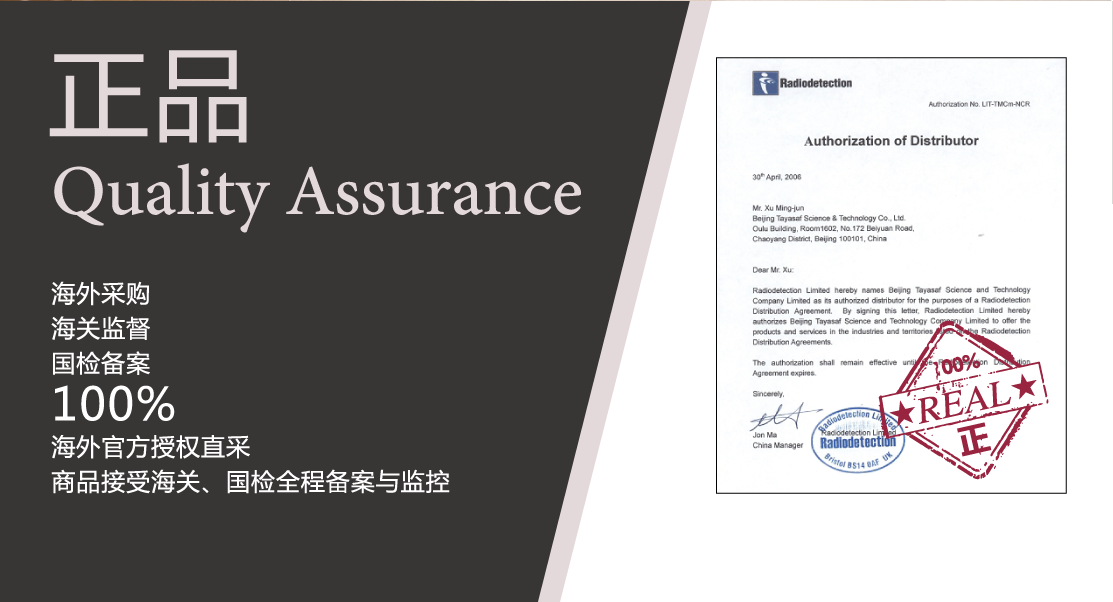 正品
Quality Assurance
海外采购
海关监督
国检备案
100%
海外官方授权直采
商品接受海关、国检全程备案与监控
Radiodetection
Authorization No. LIT-TMCm-NCR
Authorization of Distributor
30th April, 2006
Mr. Xu Ming-jun
Beijing Tayasaf Science & Technology Co., Ltd.
Oulu Building, Room1602, No.172 Beiyuan Road,
Chaoyang District, Beijing 100101, China
Dear Mr. Xu:
Radiodetection Limited hereby names Beijing Tayasaf Science and Technology
Company Limited as its authorized distributor for the purposes of a Radiodetection
Distribution Agreement. By signing this letter, Radiodetection Limited hereby
authorizes Beijing Tayasaf Science and Technology Company Limited to offer the
products and services in the industries and territories the Radiodetection
Distribution Agreements.
The authorization shall remain effective until Distribution
Agreement expires.
Sincerely,
Jon Ma
China Manager
Radiodetection Limited
Radiodetection Limited
Radiodetection
Bristol BS14 0AF UK
00%
REAL
正